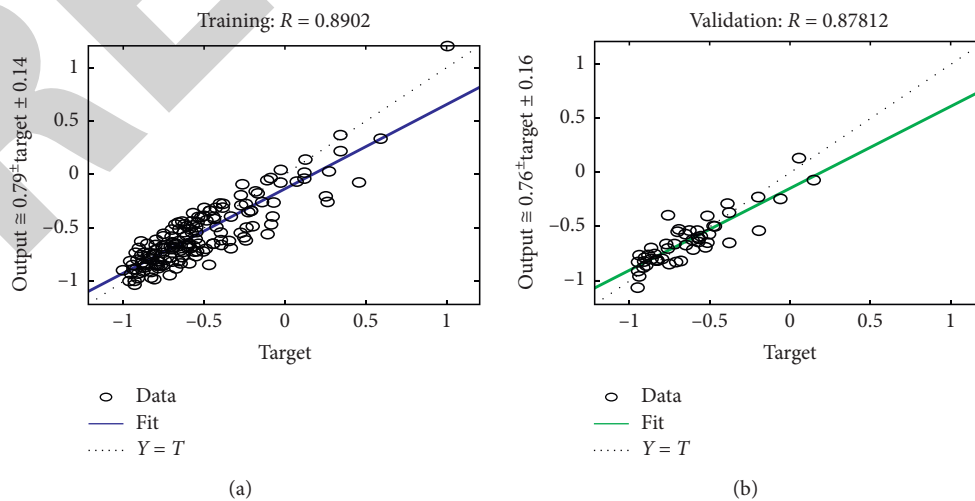 Training: R = 0.8902
Output ≅ 0.79±target ± 0.14
1
0.5
0
–0.5
–1
–1
–0.5
0
0.5
1
Target
Data
Fit
Y = T
(a)
Validation: R = 0.87812
Output ≅ 0.76±target ± 0.16
1
0.5
0
–0.5
–1
–1
–0.5
0
0.5
1
Target
Data
Fit
Y = T
(b)
RE